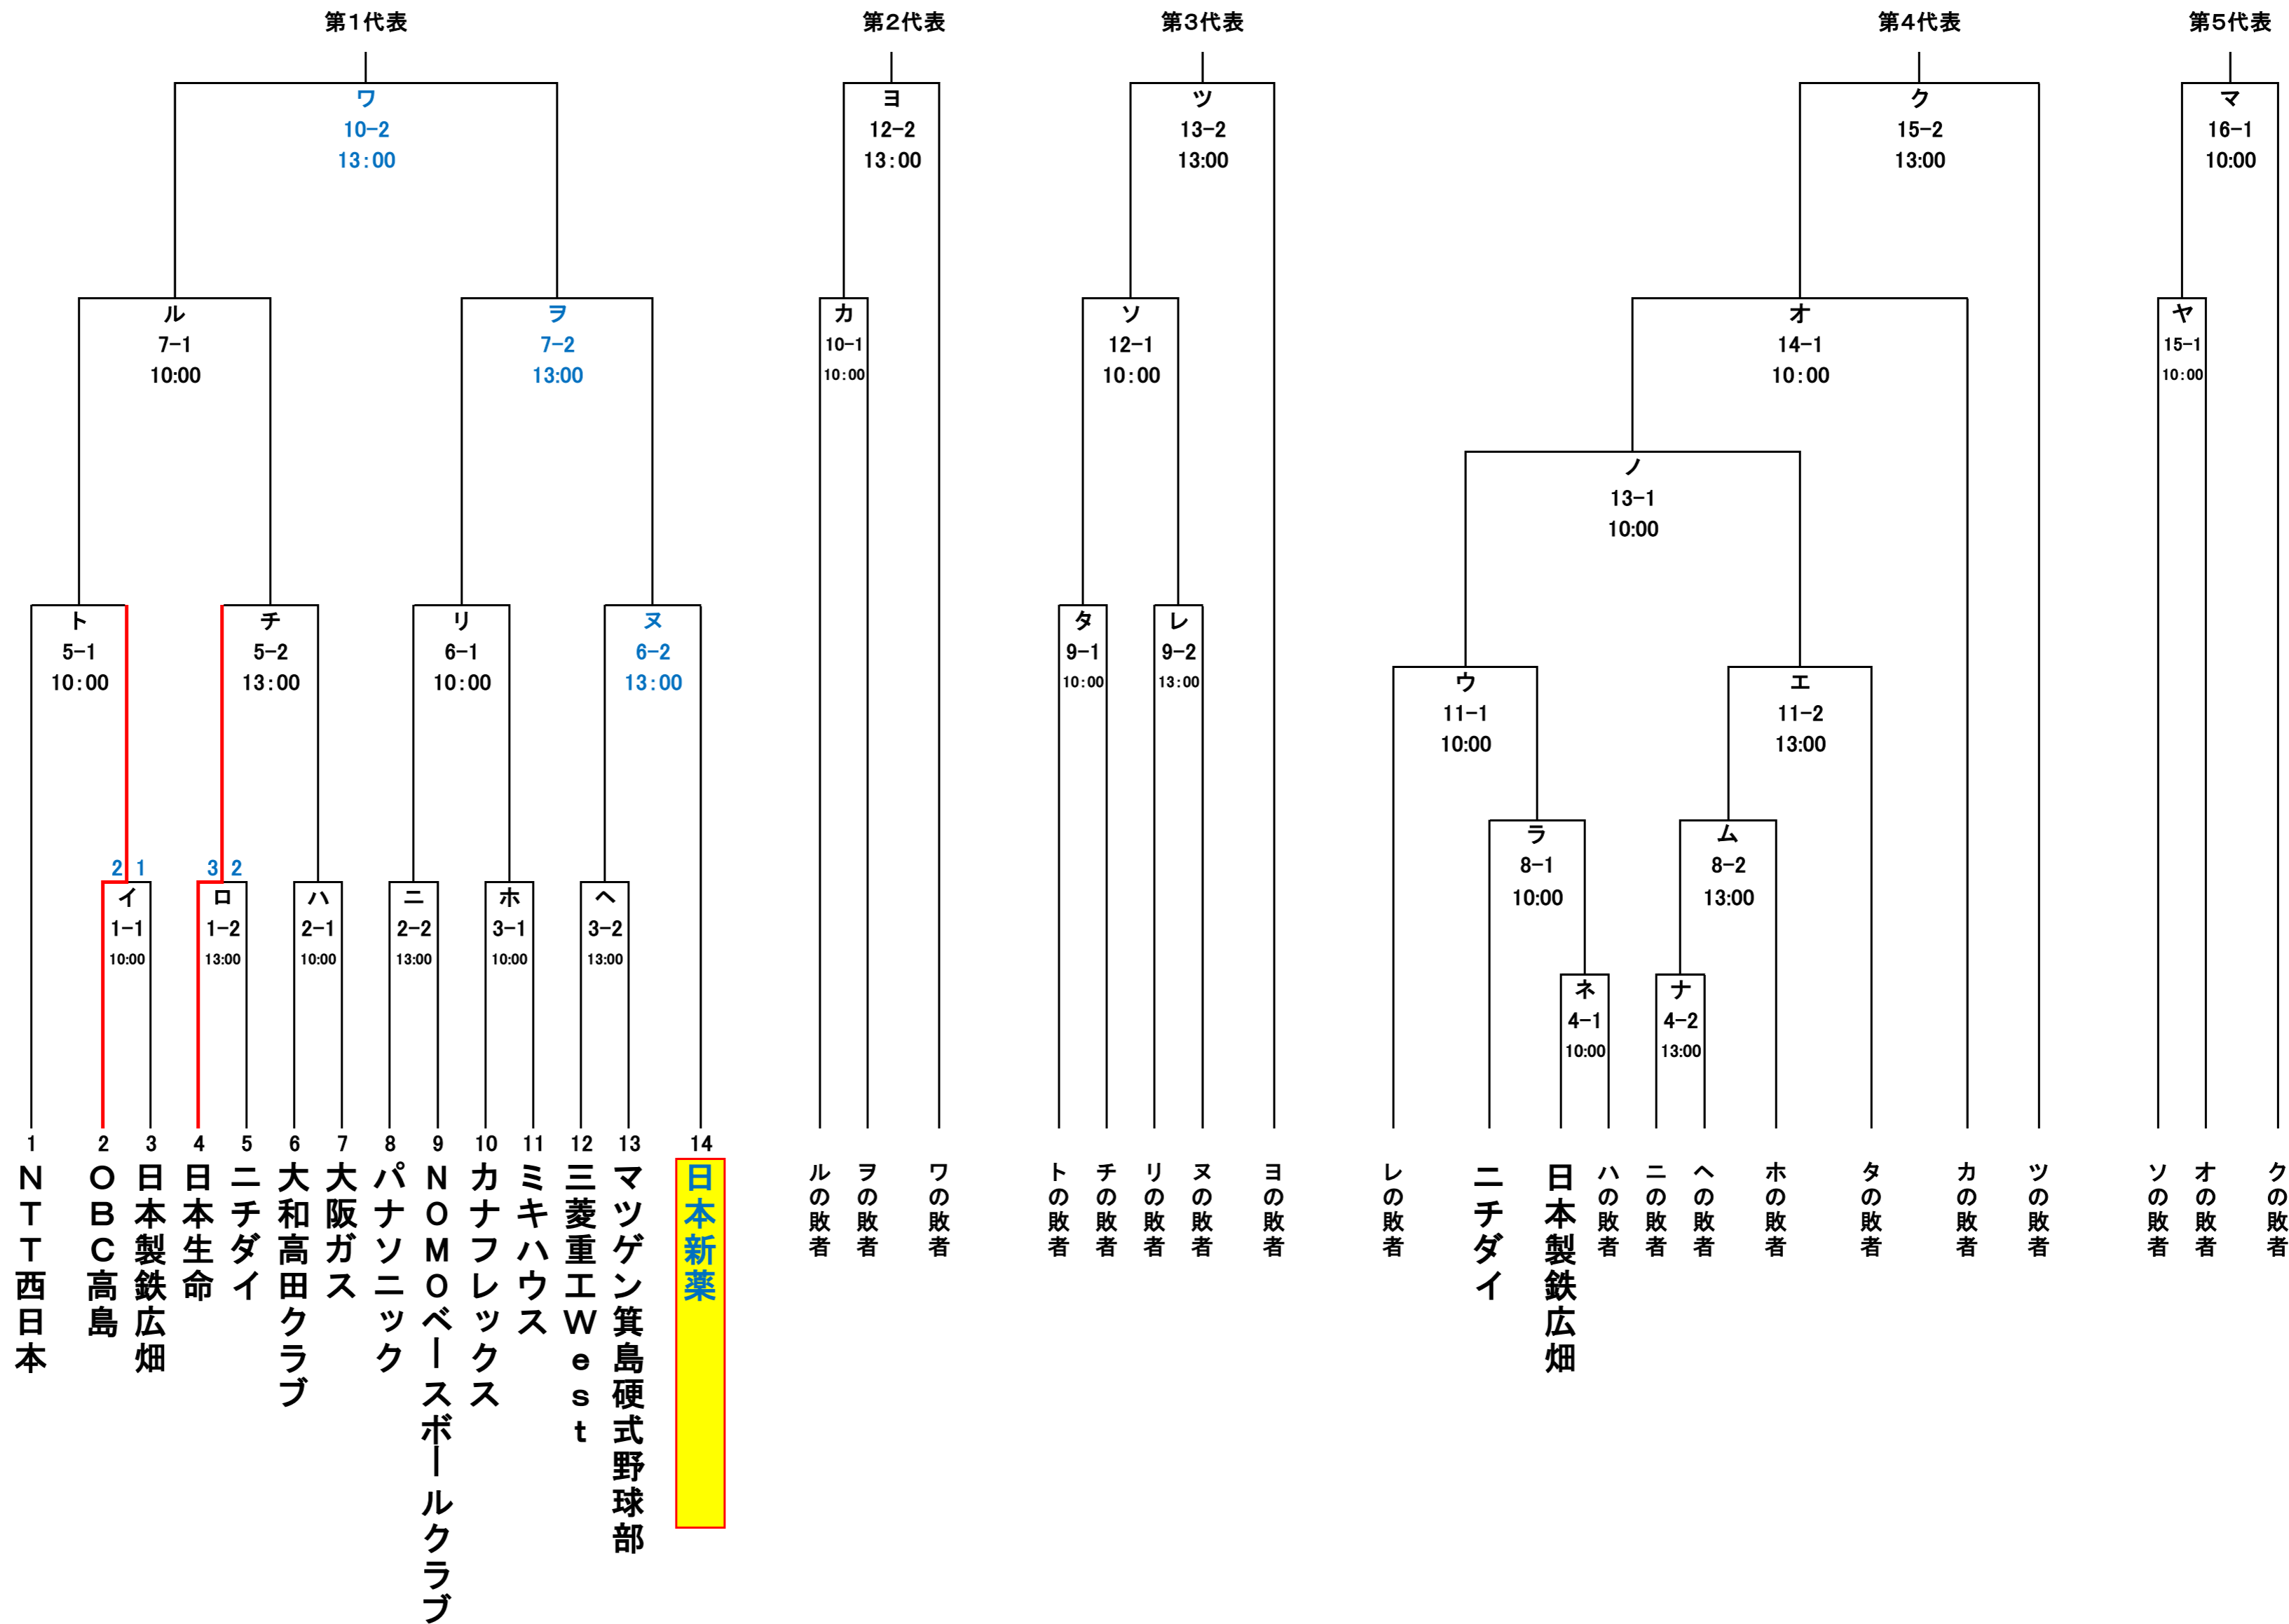 第1代表
第2代表
第3代表
第4代表
第5代表
ワ
10-2
13:00
ヨ
12-2
13:00
ツ
13-2
13:00
ク
15-2
13:00
マ
16-1
10:00
ル
7-1
10:00
ヲ
7-2
13:00
カ
10-1
10:00
ソ
12-1
10:00
オ
14-1
10:00
ヤ
15-1
10:00
ノ
13-1
10:00
ト
5-1
10:00
チ
5-2
13:00
リ
6-1
10:00
ヌ
6-2
13:00
タ
9-1
10:00
レ
9-2
13:00
ウ
11-1
10:00
エ
11-2
13:00
ラ
8-1
10:00
ム
8-2
13:00
2 1
3 2
イ
1-1
10:00
ロ
1-2
13:00
ハ
2-1
10:00
ニ
2-2
13:00
ホ
3-1
10:00
ヘ
3-2
13:00
ネ
4-1
10:00
ナ
4-2
13:00
1
NTT西日本
2
OBC高島
3
日本製鉄広畑
4
日本生命
5
ニチダイ
6
大和高田クラブ
7
大阪ガス
8
パナソニック
9
NOMOベースボールクラブ
10
カナフレックス
11
ミキハウス
12
三菱重工West
13
マツゲン箕島硬式野球部
14
日本新薬
ルの敗者
ヲの敗者
ワの敗者
トの敗者
チの敗者
リの敗者
ヌの敗者
ヨの敗者
レの敗者
ニチダイ
日本製鉄広畑
ハの敗者
ニの敗者
ヘの敗者
ホの敗者
タの敗者
カの敗者
ツの敗者
ソの敗者
オの敗者
クの敗者